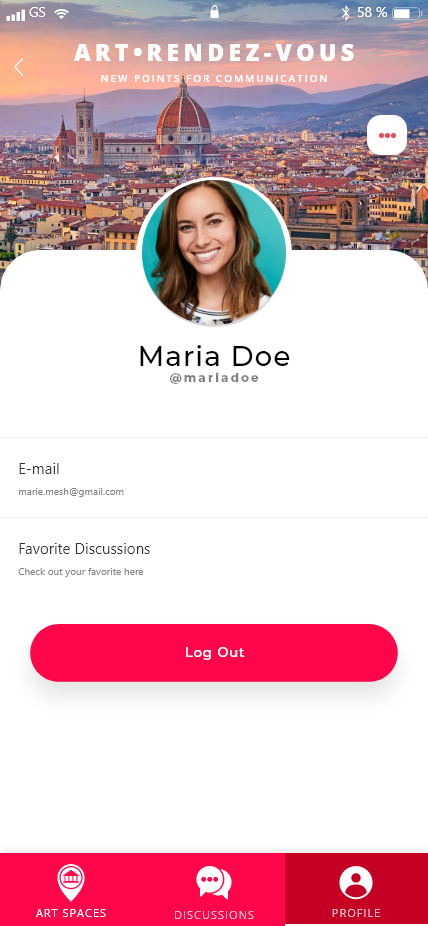 GS 58 %
ART•RENDEZ-VOUS
NEW POINTS FOR COMMUNICATION
Maria Doe
@mariadoe
E-mail
marie.mesh@gmail.com
Favorite Discussions
Check out your favorite here
Log Out
ART SPACES
DISCUSSIONS
PROFILE